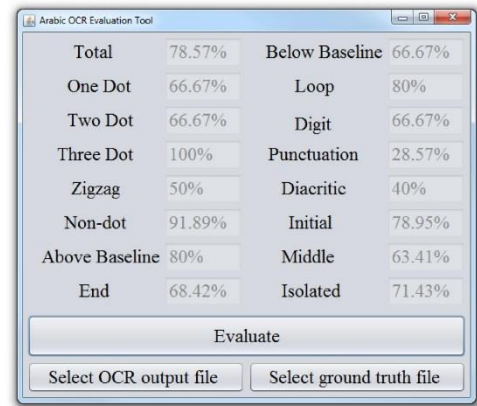 Arabic OCR Evaluation Tool
Total 78.57% Below Baseline 66.67%
One Dot 66.67% Loop 80%
Two Dot 66.67% Digit 66.67%
Three Dot 100% Punctuation 28.57%
Zigzag 50% Diacritic 40%
Non-dot 91.89% Initial 78.95%
Above Baseline 80% Middle 63.41%
End 68.42% Isolated 71.43%
Evaluate
Select OCR output file Select ground truth file